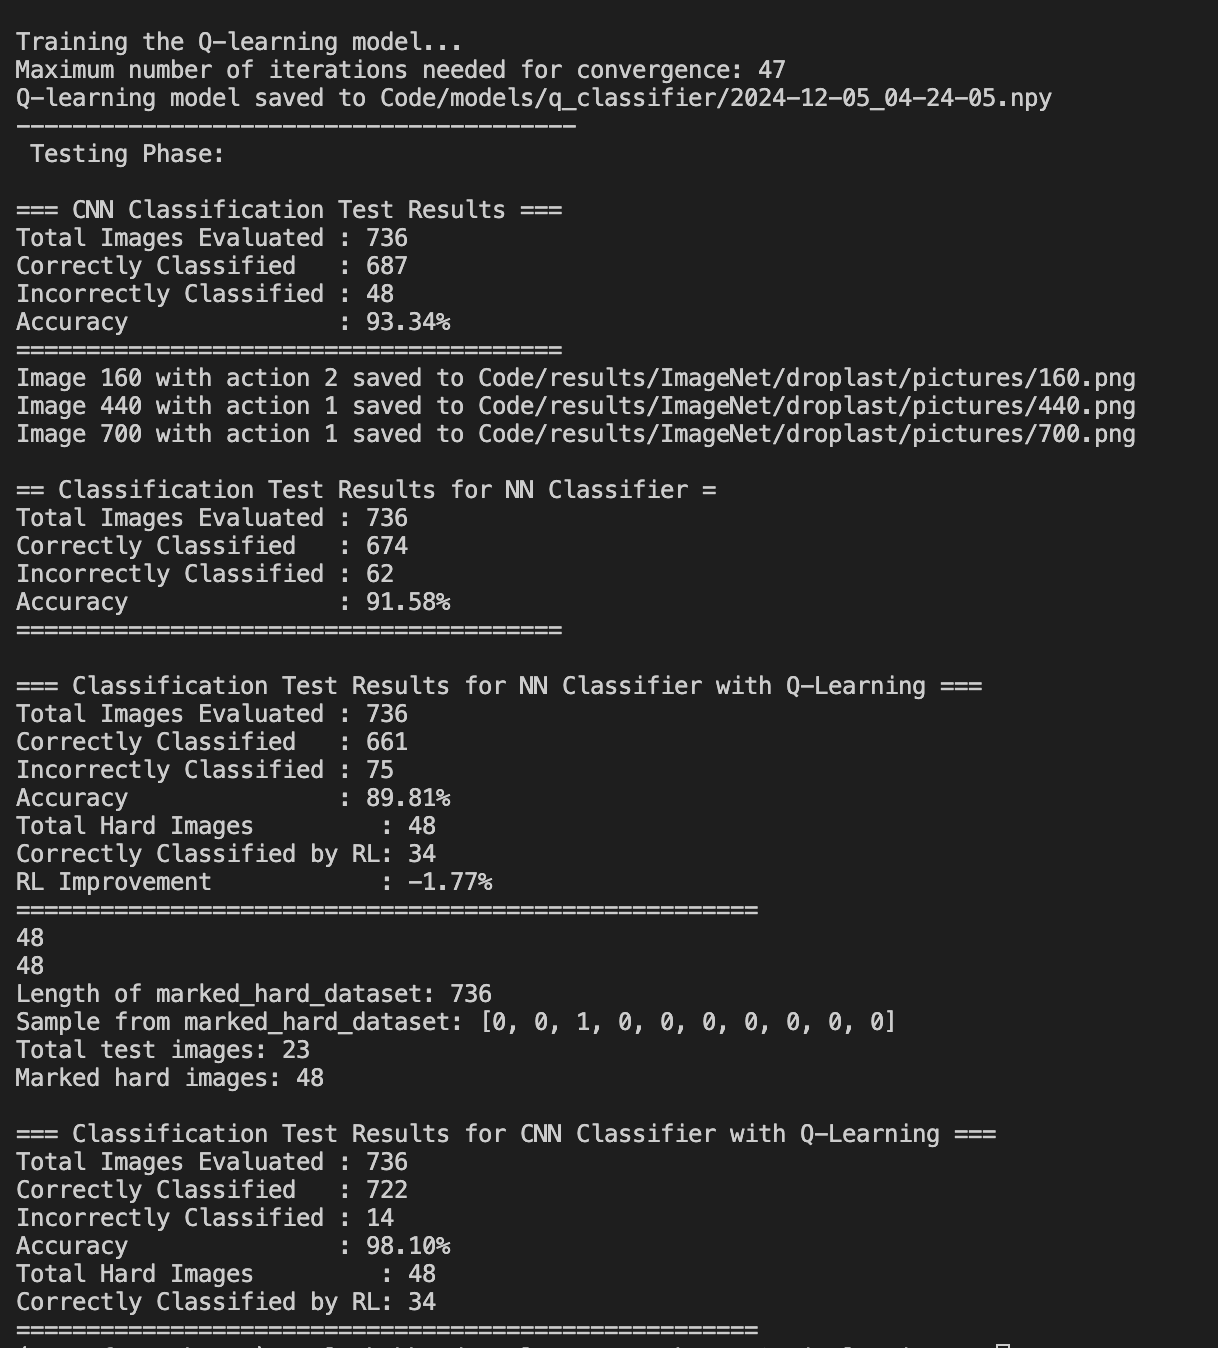 Training the Q-learning model...
Maximum number of iterations needed for convergence: 47
Q-learning model saved to Code/models/q_classifier/2024-12-05_04-24-05.npy
----------------------------------------
Testing Phase:
=== CNN Classification Test Results ===
Total Images Evaluated : 736
Correctly Classified   : 687
Incorrectly Classified : 48
Accuracy               : 93.34%
=======================================
Image 160 with action 2 saved to Code/results/ImageNet/droplast/pictures/160.png
Image 440 with action 1 saved to Code/results/ImageNet/droplast/pictures/440.png
Image 700 with action 1 saved to Code/results/ImageNet/droplast/pictures/700.png
== Classification Test Results for NN Classifier =
Total Images Evaluated : 736
Correctly Classified   : 674
Incorrectly Classified : 62
Accuracy               : 91.58%
=======================================
=== Classification Test Results for NN Classifier with Q-Learning ===
Total Images Evaluated : 736
Correctly Classified   : 661
Incorrectly Classified : 75
Accuracy               : 89.81%
Total Hard Images         : 48
Correctly Classified by RL: 34
RL Improvement            : -1.77%
=====================================================
48
48
Length of marked_hard_dataset: 736
Sample from marked_hard_dataset: [0, 0, 1, 0, 0, 0, 0, 0, 0, 0]
Total test images: 23
Marked hard images: 48
=== Classification Test Results for CNN Classifier with Q-Learning ===
Total Images Evaluated : 736
Correctly Classified   : 722
Incorrectly Classified : 14
Accuracy               : 98.10%
Total Hard Images         : 48
Correctly Classified by RL: 34
=====================================================